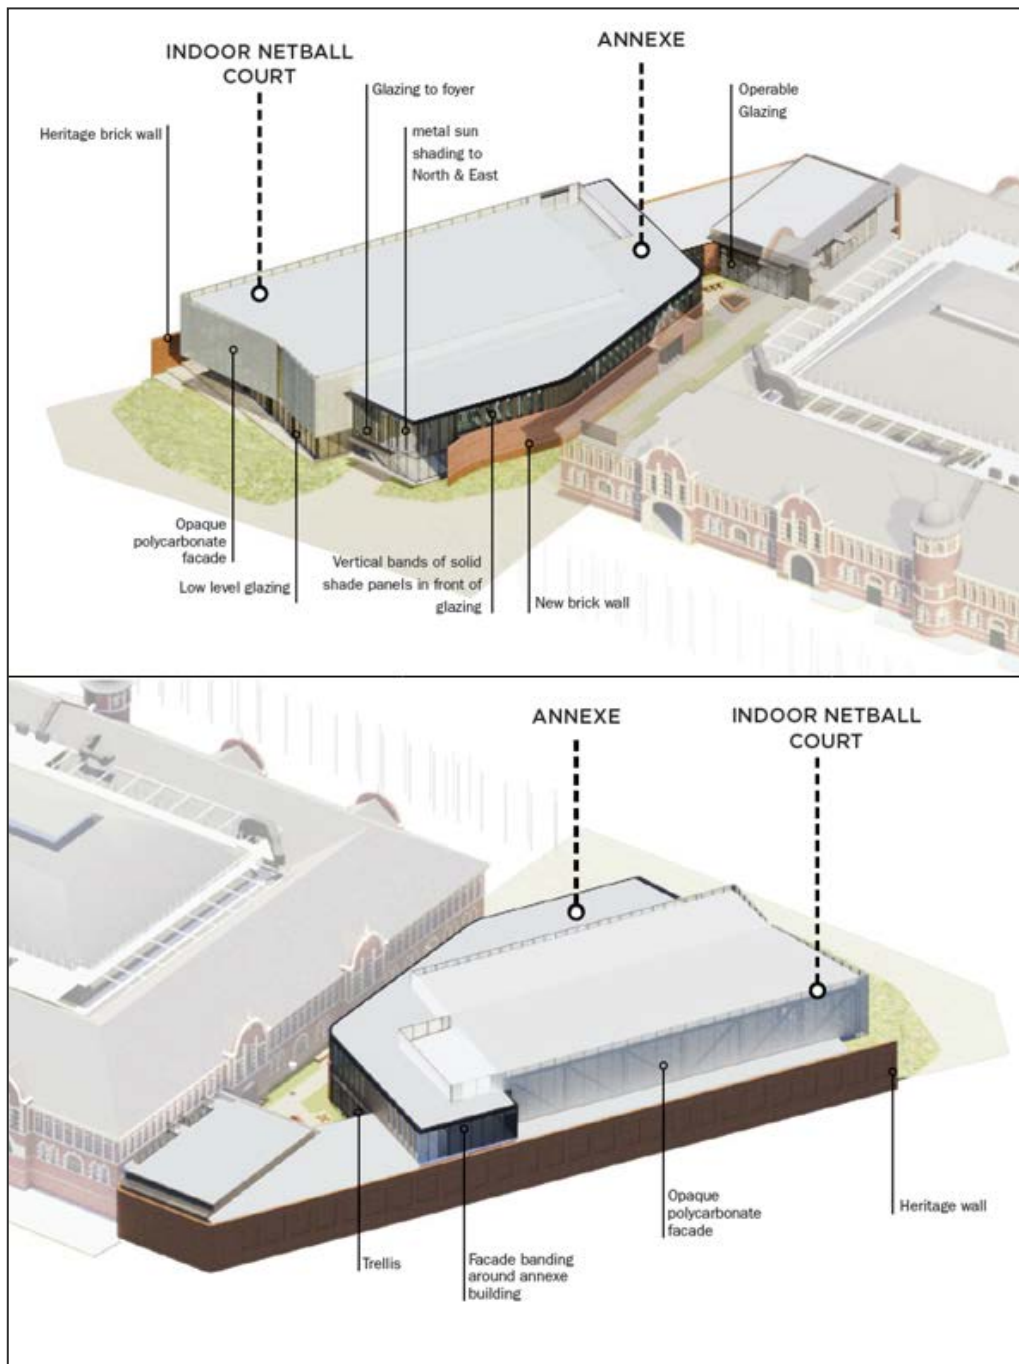 INDOOR NETBALL
COURT
ANNEXE
Glazing to foyer
Operable
Glazing
Heritage brick wall
metal sun
shading to
North & East
Opaque
polycarbonate
facade
Low level glazing
Vertical bands of solid
shade panels in front of
glazing
New brick wall
ANNEXE
INDOOR NETBALL
COURT
Trellis
Facade banding
around annexe
building
Opaque
polycarbonate
facade
Heritage wall